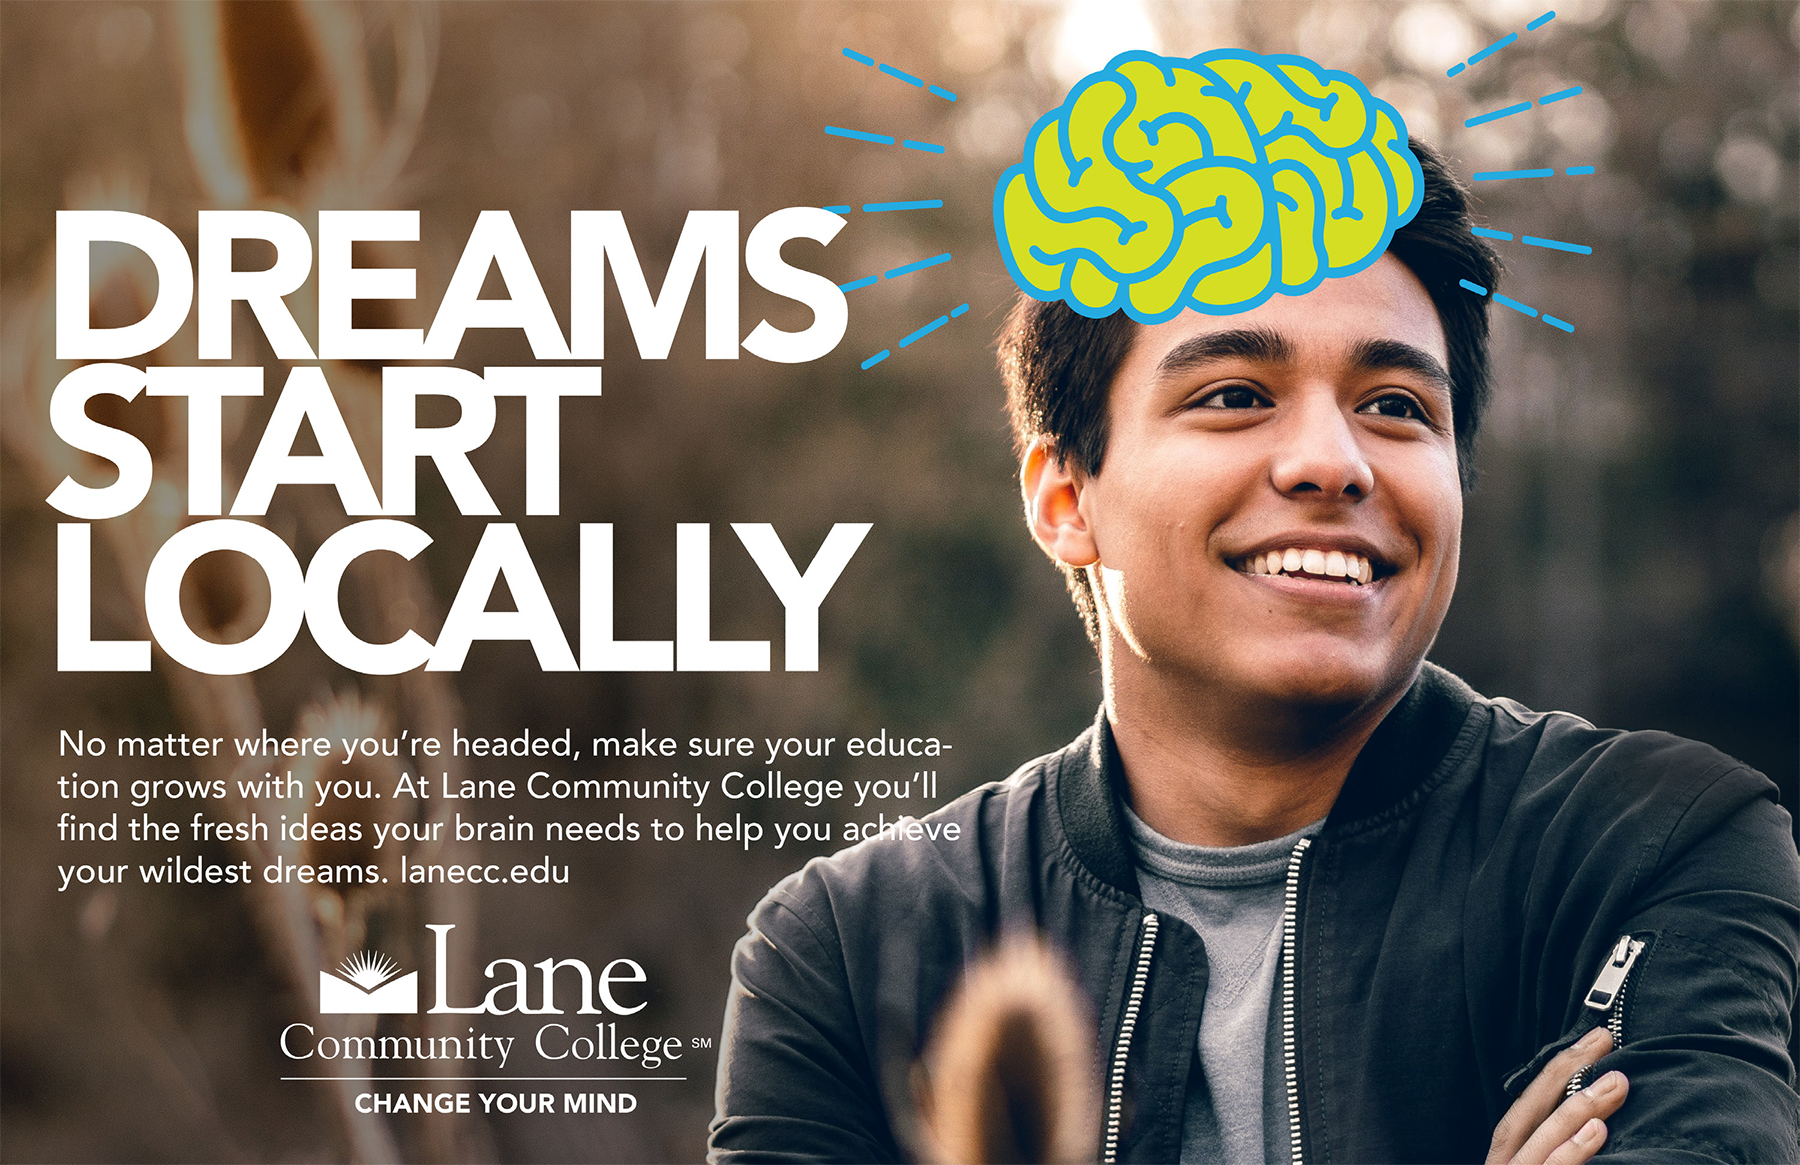 DREAMS
START
LOCALLY
No matter where you’re headed, make sure your educa-
tion grows with you. At Lane Community College you’ll
find the fresh ideas your brain needs to help you achieve
your wildest dreams. lanecc.edu
Lane
Community College SM
CHANGE YOUR MIND